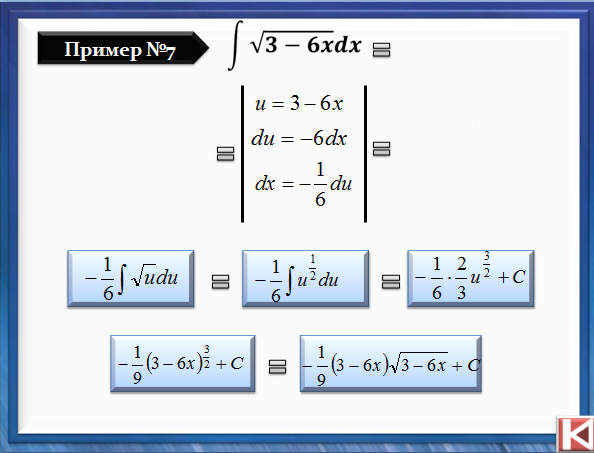 Пример №7 ∫ √(3 − 6x)dx =
u = 3 − 6x
du = −6dx
= =
dx = −1/6 du
−1/6 ∫ √u du = −1/6 ∫ u^(1/2) du = −1/6 · 2/3 u^(3/2) + C
−1/9 (3 − 6x)^(3/2) + C = −1/9 (3 − 6x)√(3 − 6x) + C